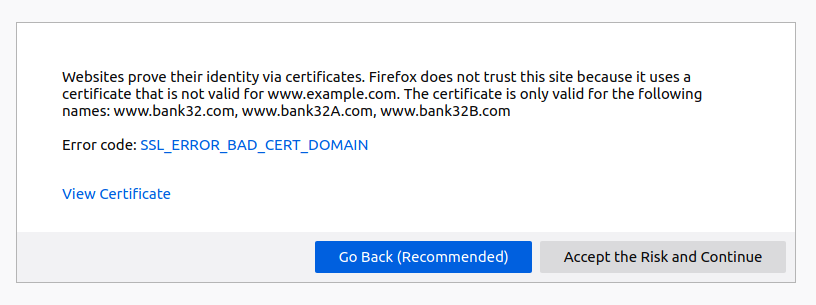 Websites prove their identity via certificates. Firefox does not trust this site because it uses a
certificate that is not valid for www.example.com. The certificate is only valid for the following
names: www.bank32.com, www.bank32A.com, www.bank32B.com
Error code: SSL_ERROR_BAD_CERT_DOMAIN
View Certificate
Go Back (Recommended) Accept the Risk and Continue